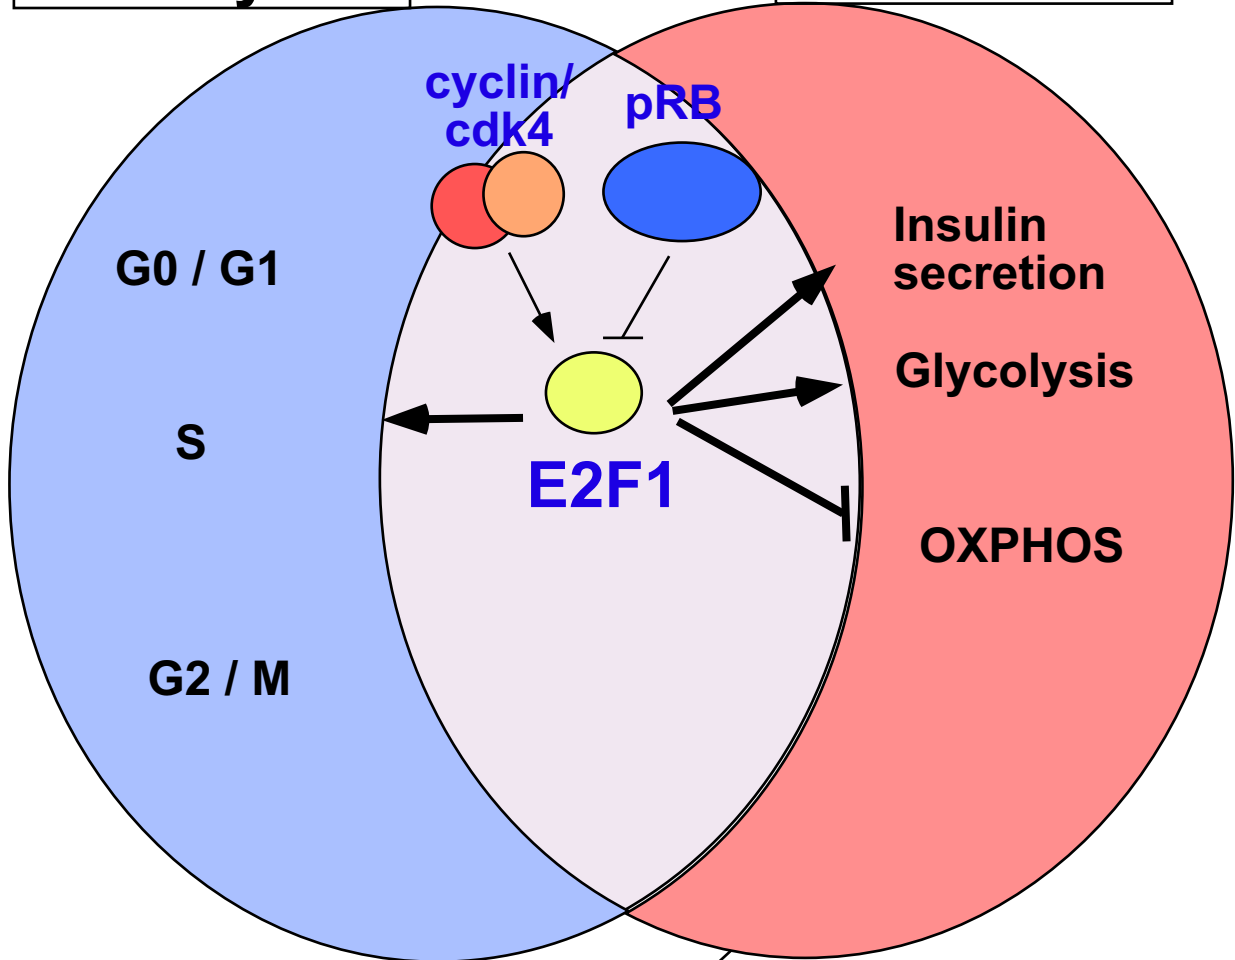 cyclin/
cdk4
pRB
Insulin
secretion
G0 / G1
Glycolysis
S
E2F1
OXPHOS
G2 / M